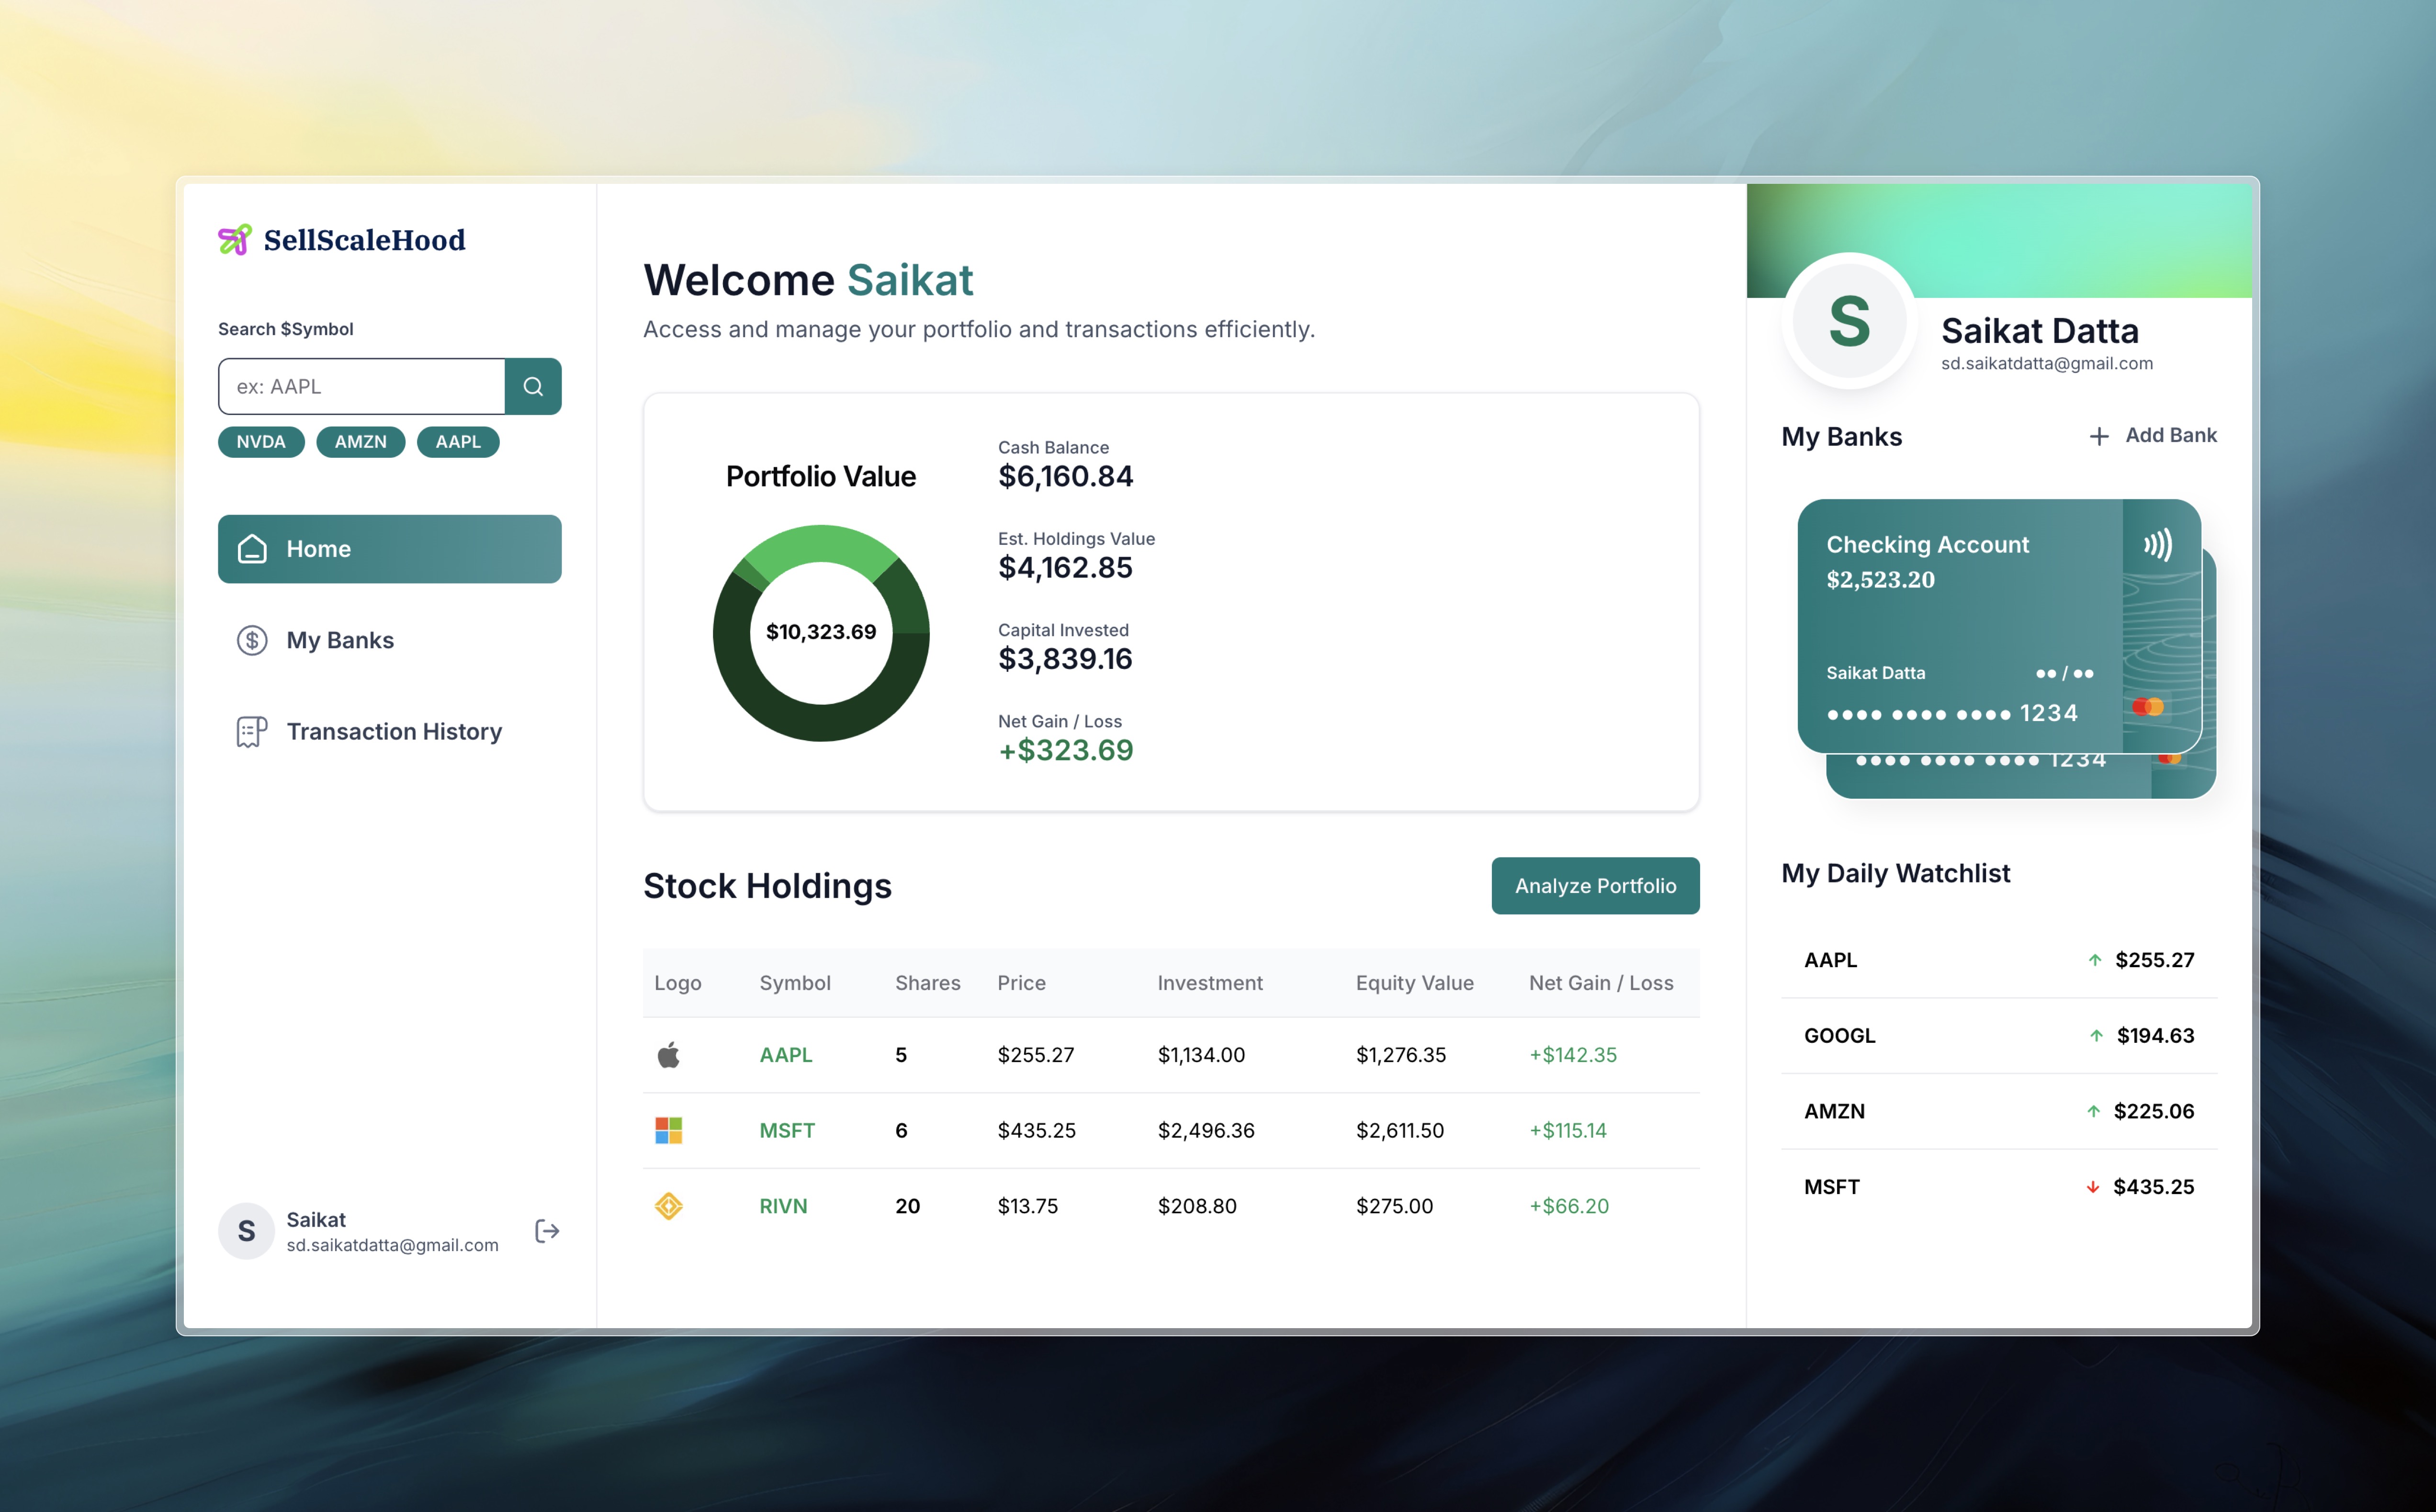 SellScaleHood
Search $Symbol
ex: AAPL
NVDA AMZN AAPL
Home
My Banks
Transaction History
S
Saikat
sd.saikatdatta@gmail.com
Welcome Saikat
Access and manage your portfolio and transactions efficiently.
Portfolio Value
$10,323.69
Cash Balance
$6,160.84
Est. Holdings Value
$4,162.85
Capital Invested
$3,839.16
Net Gain / Loss
+$323.69
Stock Holdings
Analyze Portfolio
Logo Symbol Shares Price Investment Equity Value Net Gain / Loss
AAPL 5 $255.27 $1,134.00 $1,276.35 +$142.35
MSFT 6 $435.25 $2,496.36 $2,611.50 +$115.14
RIVN 20 $13.75 $208.80 $275.00 +$66.20
S
Saikat Datta
sd.saikatdatta@gmail.com
My Banks
+ Add Bank
Checking Account
$2,523.20
Saikat Datta ●● / ●●
●●●● ●●●● ●●●● 1234
●●●● ●●●● ●●●● 1234
My Daily Watchlist
AAPL ↑ $255.27
GOOGL ↑ $194.63
AMZN ↑ $225.06
MSFT ↓ $435.25